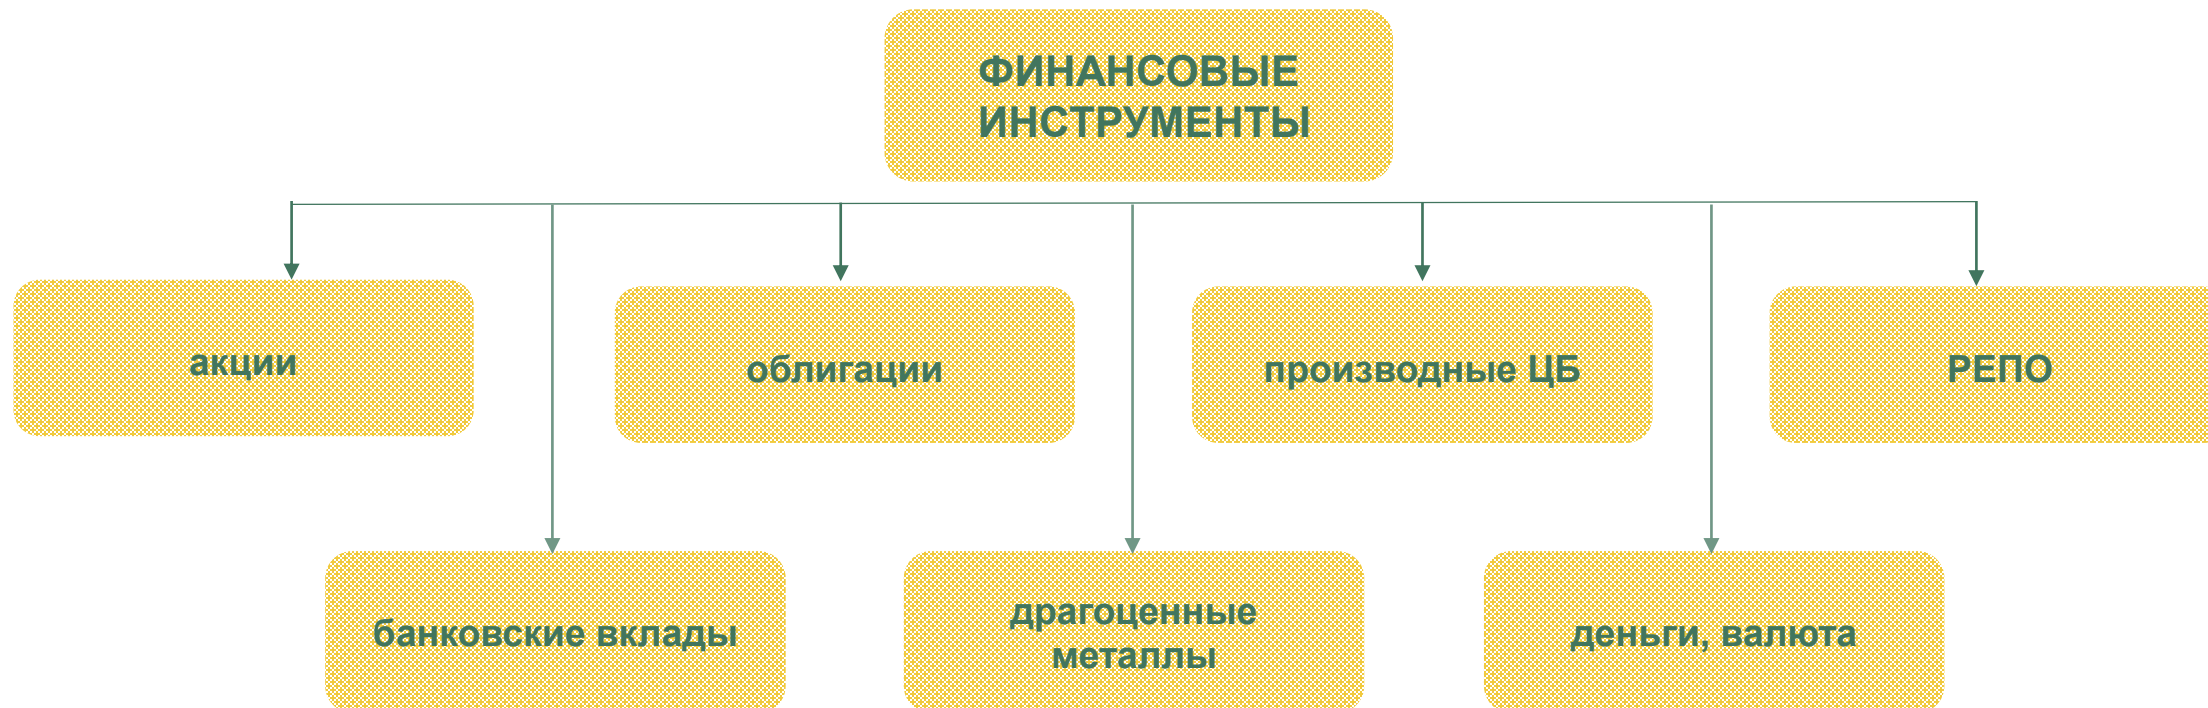 ФИНАНСОВЫЕ
ИНСТРУМЕНТЫ
акции
облигации
производные ЦБ
РЕПО
банковские вклады
драгоценные
металлы
деньги, валюта